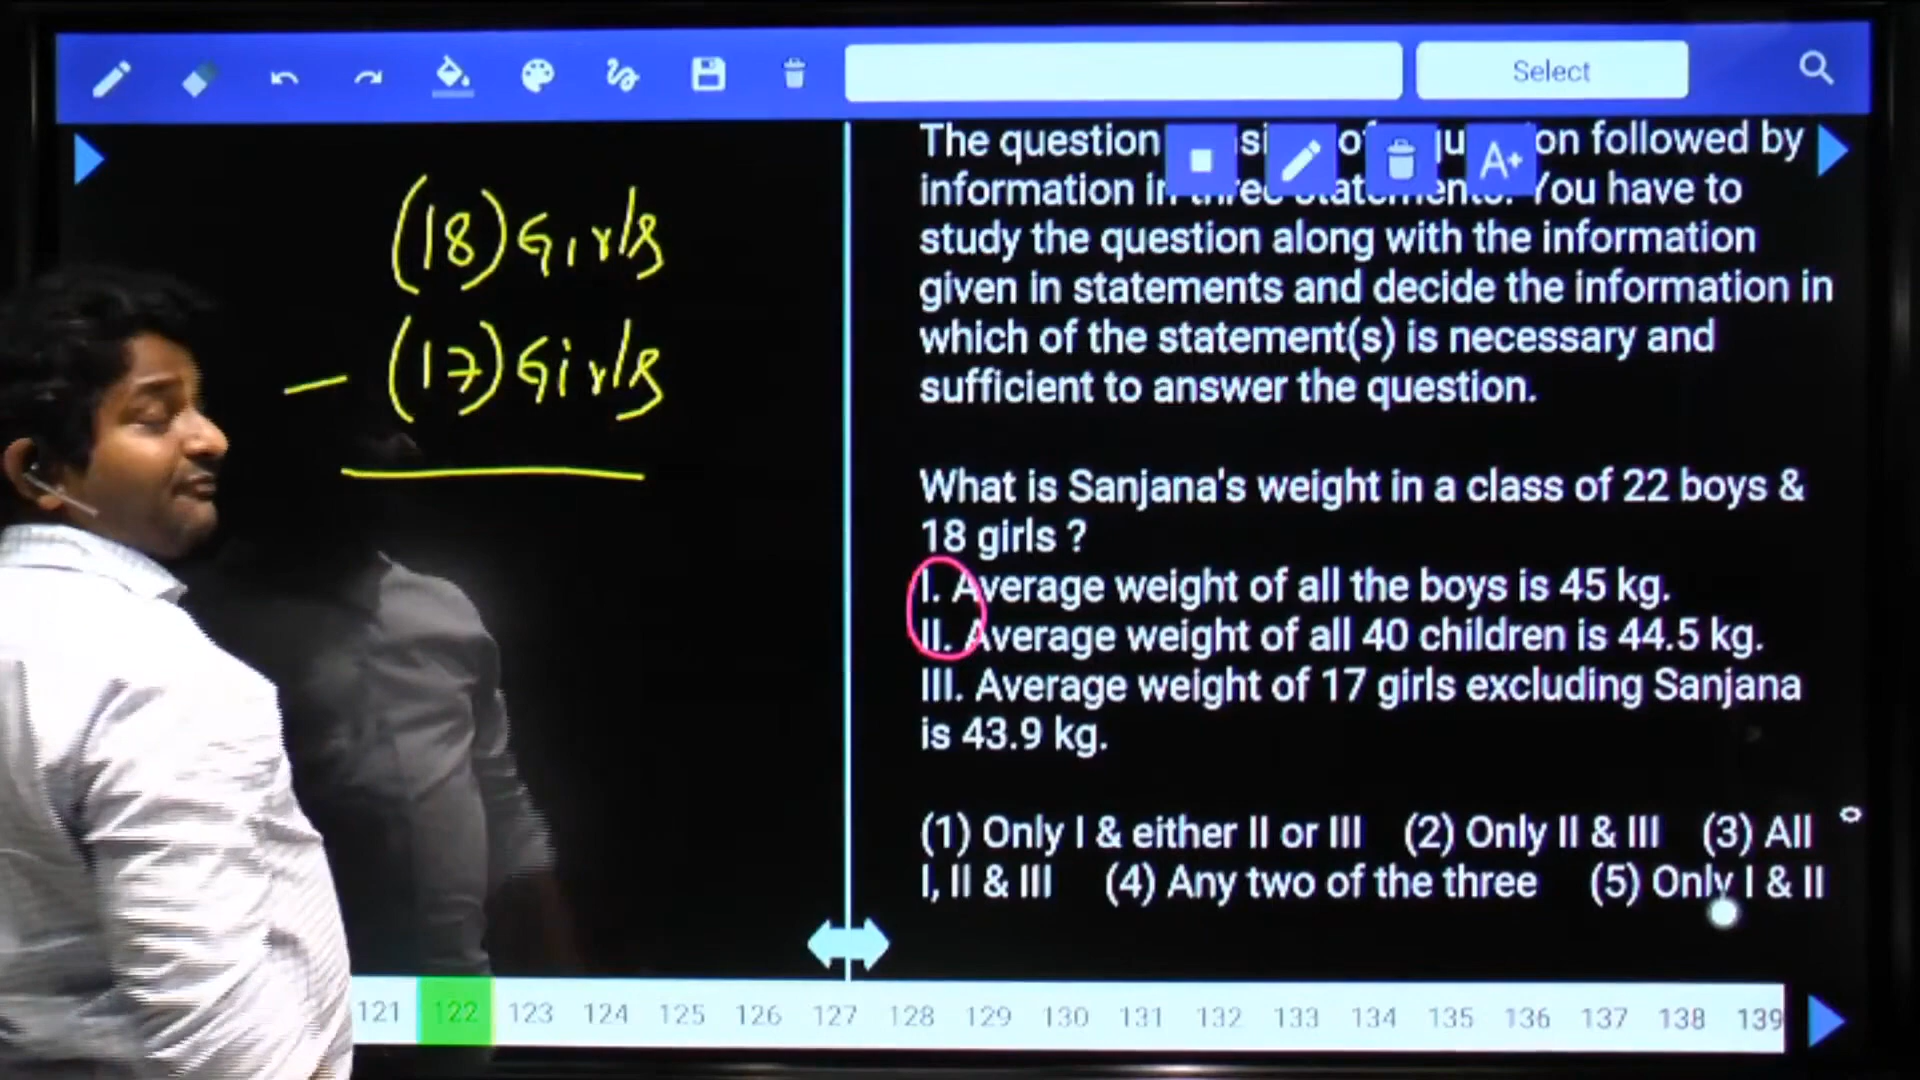 Select
(18) Girls
- (17) Girls
The question followed by
information in You have to
study the question along with the information
given in statements and decide the information in
which of the statement(s) is necessary and
sufficient to answer the question.
What is Sanjana's weight in a class of 22 boys &
18 girls ?
I. Average weight of all the boys is 45 kg.
II. Average weight of all 40 children is 44.5 kg.
III. Average weight of 17 girls excluding Sanjana
is 43.9 kg.
(1) Only I & either II or III (2) Only II & III (3) All
I, II & III (4) Any two of the three (5) Only I & II
121 122 123 124 125 126 127 128 129 130 131 132 133 134 135 136 137 138 139